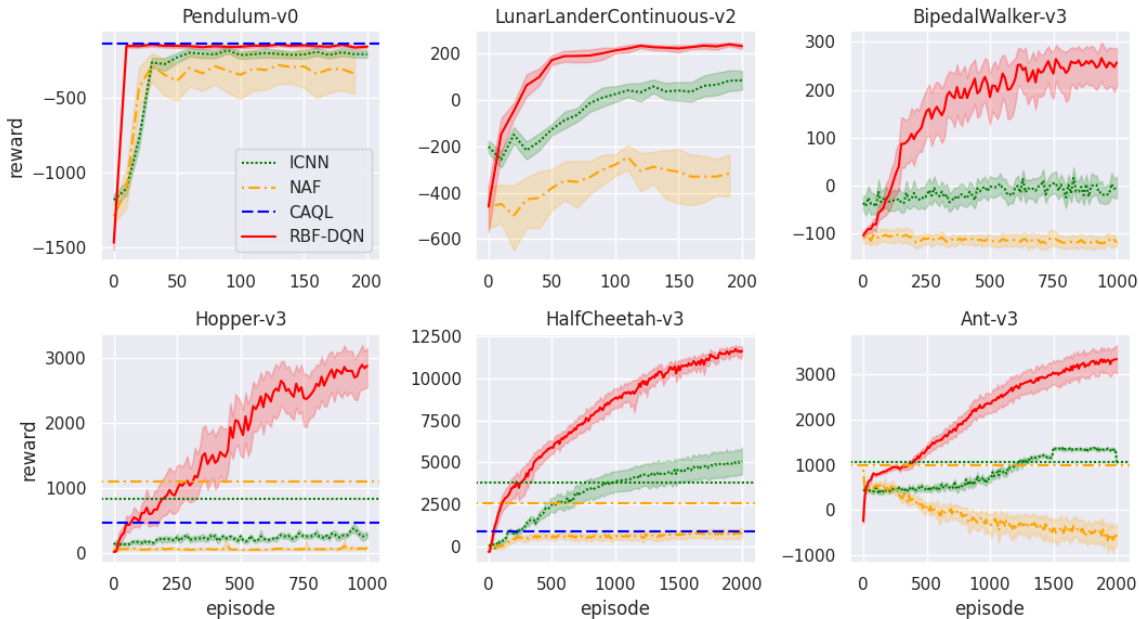 Pendulum-v0
−500
−1000
−1500
reward
0 50 100 150 200
ICNN
NAF
CAQL
RBF-DQN
LunarLanderContinuous-v2
200
0
−200
−400
−600
0 50 100 150 200
BipedalWalker-v3
300
200
100
0
−100
0 250 500 750 1000
Hopper-v3
3000
2000
1000
0
reward
0 250 500 750 1000
episode
HalfCheetah-v3
12500
10000
7500
5000
2500
0
0 500 1000 1500 2000
episode
Ant-v3
3000
2000
1000
0
−1000
0 500 1000 1500 2000
episode